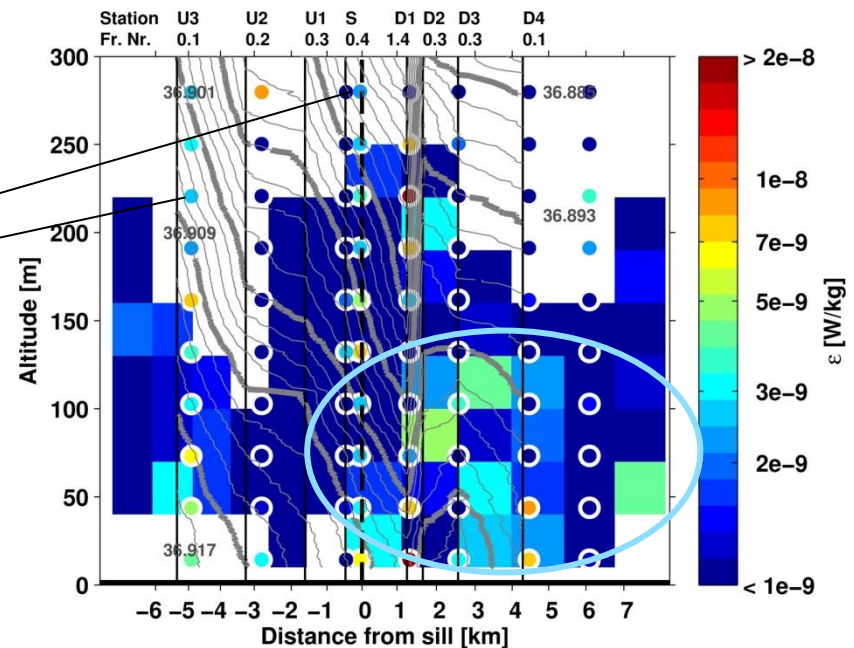 Station U3 U2 U1 S D1 D2 D3 D4
Fr. Nr. 0.1 0.2 0.3 0.4 1.4 0.3 0.3 0.1
300
250
200
150
100
50
0
Altitude [m]
36.901
36.909
36.917
36.885
36.893
−6 −5 −4 −3 −2 −1 0 1 2 3 4 5 6 7
Distance from sill [km]
> 2e−8
1e−8
7e−9
5e−9
3e−9
2e−9
< 1e−9
ε [W/kg]